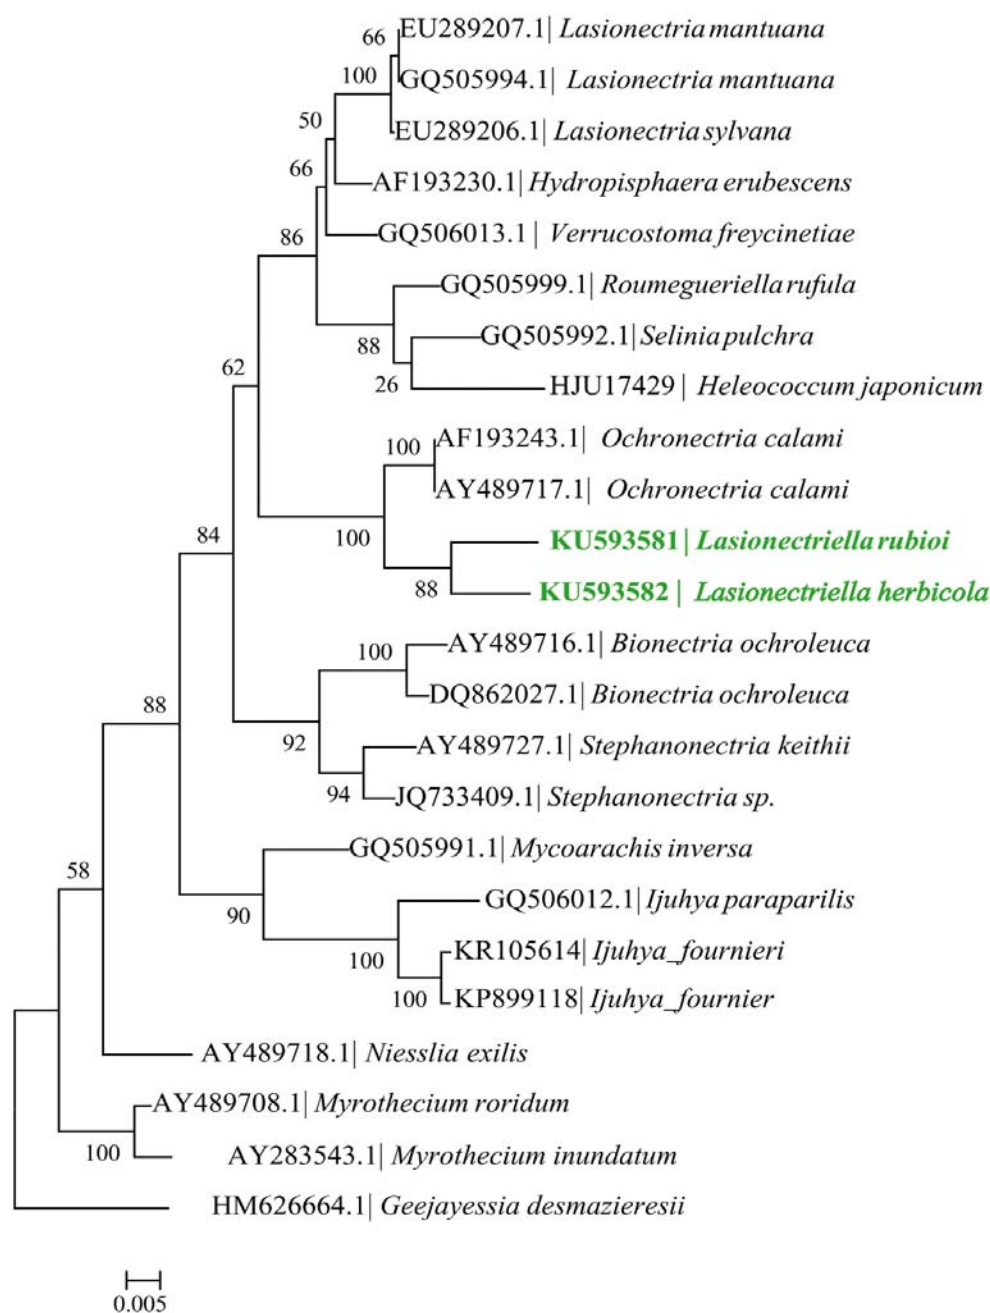 66
EU289207.1| Lasionectria mantuana
100
GQ505994.1| Lasionectria mantuana
50
EU289206.1| Lasionectria sylvana
66
AF193230.1| Hydropisphaera erubescens
86
GQ506013.1 | Verrucostoma freycinetiae
GQ505999.1| Roumegueriella rufula
88
GQ505992.1| Selinia pulchra
62
26
HJU17429 | Heleococcum japonicum
100
AF193243.1| Ochronectria calami
AY489717.1| Ochronectria calami
84
100
KU593581| Lasionectriella rubioi
88
KU593582 | Lasionectriella herbicola
100
AY489716.1| Bionectria ochroleuca
88
DQ862027.1| Bionectria ochroleuca
92
AY489727.1| Stephanonectria keithii
94
JQ733409.1| Stephanonectria sp.
58
GQ505991.1| Mycoarachis inversa
90
GQ506012.1| Ijuhya paraparilis
100
KR105614| Ijuhya_fournieri
100
KP899118| Ijuhya_fournier
AY489718.1| Niesslia exilis
AY489708.1| Myrothecium roridum
100
AY283543.1| Myrothecium inundatum
HM626664.1| Geejayessia desmazieresii
0.005